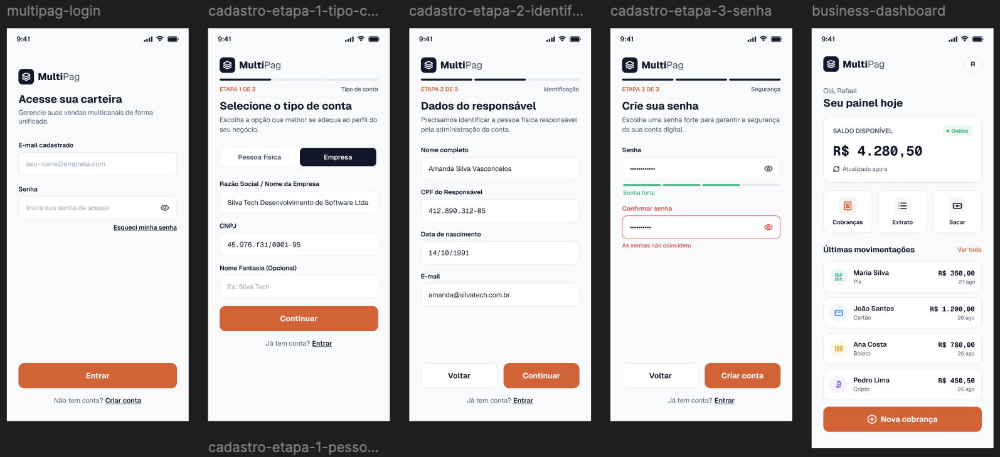 multipag-login
9:41
MultiPag
Acesse sua carteira
Gerencie suas vendas multicanais de forma
unificada.
E-mail cadastrado
seu-nome@empresa.com
Senha
Insira sua senha de acesso
Esqueci minha senha
Entrar
Não tem conta? Criar conta
cadastro-etapa-1-tipo-c...
9:41
MultiPag
ETAPA 1 DE 3
Tipo de conta
Selecione o tipo de conta
Escolha a opção que melhor se adequa ao perfil do
seu negócio.
Pessoa física
Empresa
Razão Social / Nome da Empresa
Silva Tech Desenvolvimento de Software Ltda
CNPJ
45.976.f31/0001-95
Nome Fantasia (Opcional)
Ex: Silva Tech
Continuar
Já tem conta? Entrar
cadastro-etapa-1-pesso...
cadastro-etapa-2-identif...
9:41
MultiPag
ETAPA 2 DE 3
Identificação
Dados do responsável
Precisamos identificar a pessoa física responsável
pela administração da conta.
Nome completo
Amanda Silva Vasconcelos
CPF do Responsável
412.890.312-05
Data de nascimento
14/10/1991
E-mail
amanda@silvatech.com.br
Voltar
Continuar
Já tem conta? Entrar
cadastro-etapa-3-senha
9:41
MultiPag
ETAPA 3 DE 3
Segurança
Crie sua senha
Escolha uma senha forte para garantir a segurança
da sua conta digital.
Senha
••••••••••••
Senha forte
Confirmar senha
••••••••••
As senhas não coincidem
Voltar
Criar conta
Já tem conta? Entrar
business-dashboard
9:41
MultiPag
R
Olá, Rafael
Seu painel hoje
SALDO DISPONÍVEL
Online
R$ 4.280,50
Atualizado agora
Cobranças
Extrato
Sacar
Últimas movimentações
Ver tudo
Maria Silva
R$ 350,00
Pix
27 ago
João Santos
R$ 1.200,00
Cartão
26 ago
Ana Costa
R$ 780,00
Boleto
25 ago
Pedro Lima
R$ 450,50
Cripto
25 ago
Nova cobrança